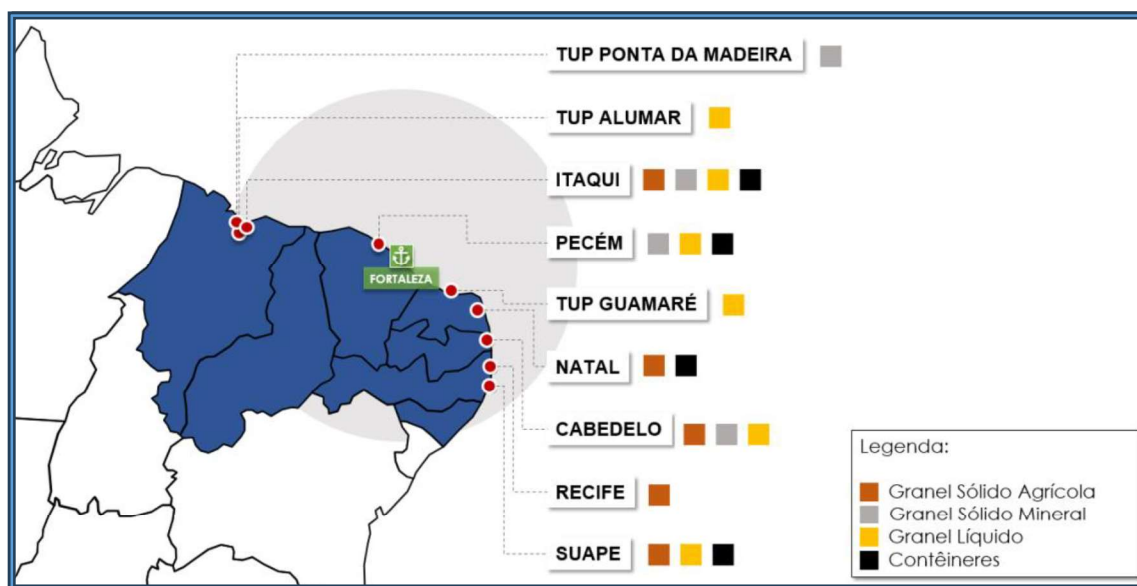 TUP PONTA DA MADEIRA
TUP ALUMAR
ITAQUI
PECÉM
FORTALEZA
TUP GUAMARÉ
NATAL
CABEDELO
RECIFE
SUAPE
Legenda:
Granel Sólido Agrícola
Granel Sólido Mineral
Granel Líquido
Contêineres